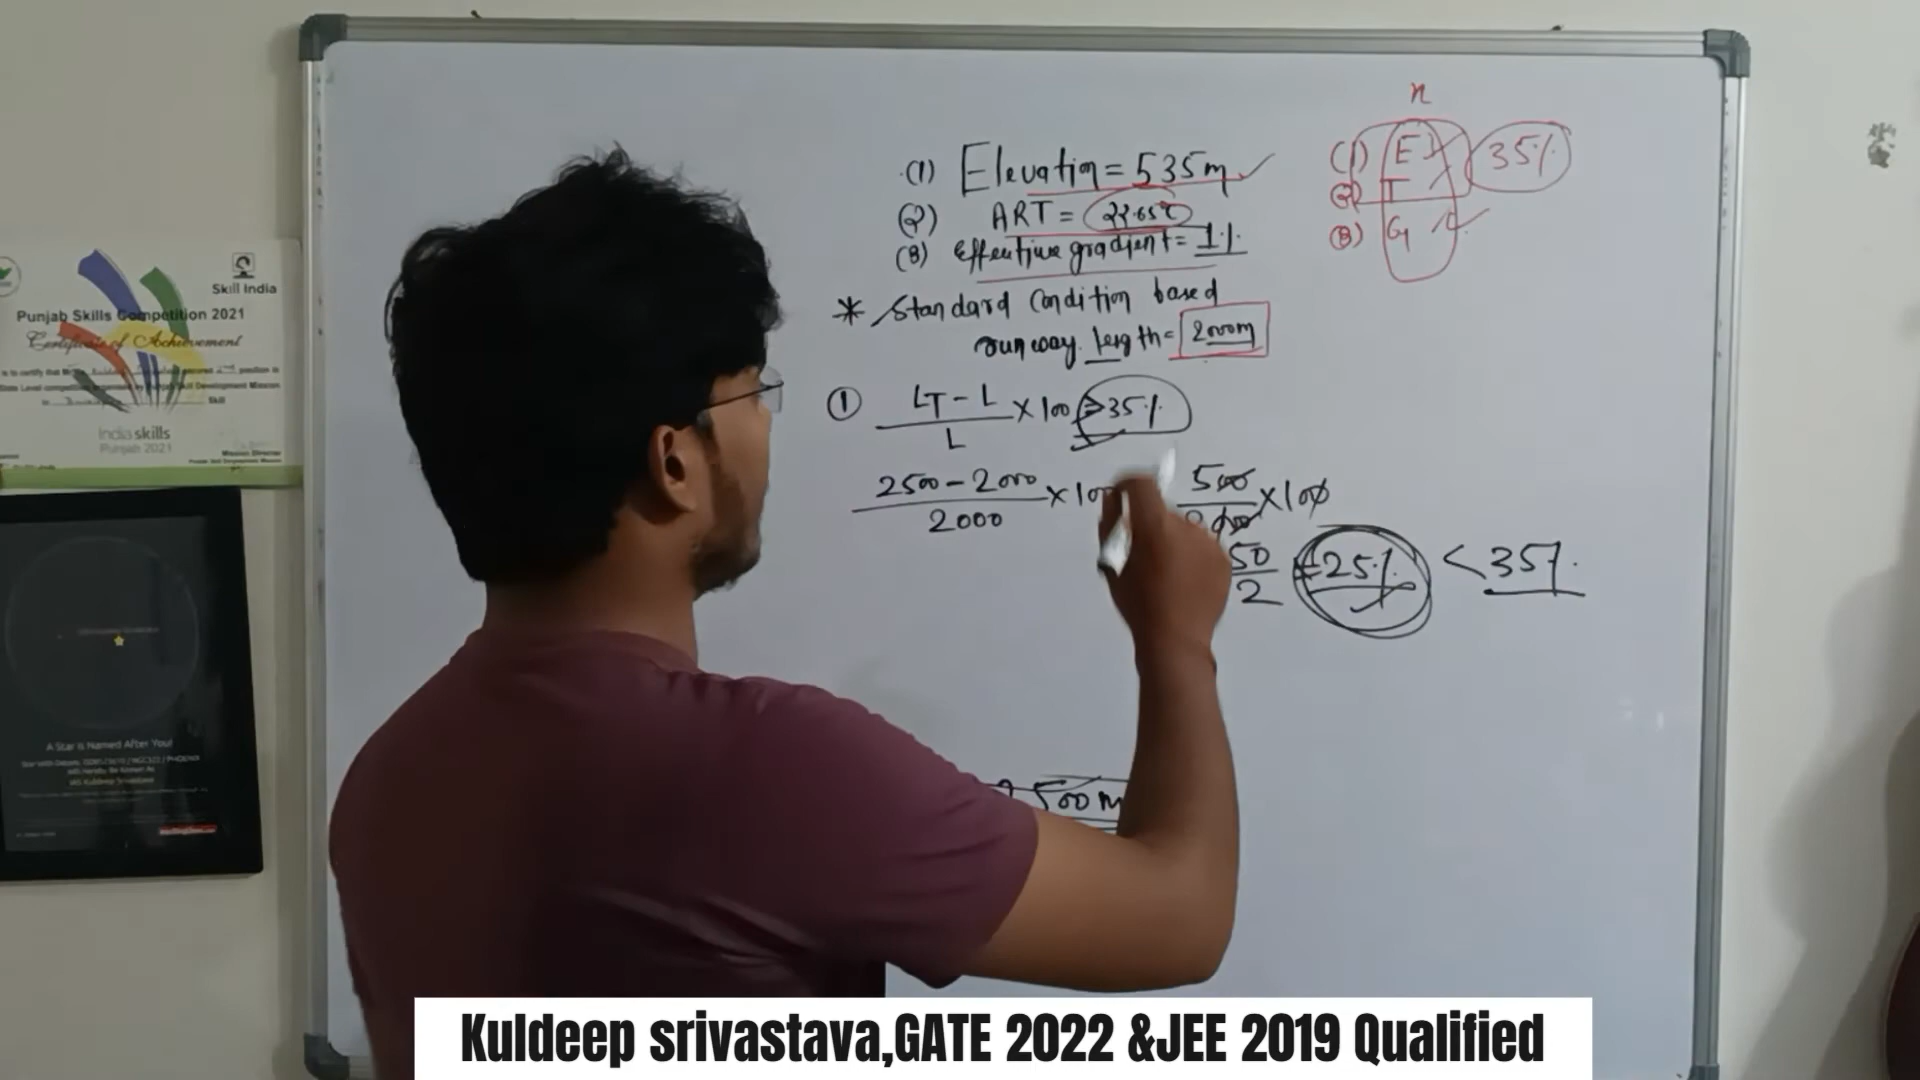 (1) Elevation = 535m
(2) ART = 22.65°C
(3) Effective gradient = 1%
* Standard Condition based
runway length = 2000m
n
(1) E 35%
(2) T
(3) G
① LT - L / L × 100 > 35%
2500 - 2000 / 2000 × 100
500 × 100
50 / 2 = 25% < 35%
500 m
Skill India
Punjab Skills Competition 2021
Certificate of Achievement
India skills
Punjab 2021
Mission Director
A Star is Named After You!
Kuldeep srivastava,GATE 2022 &JEE 2019 Qualified